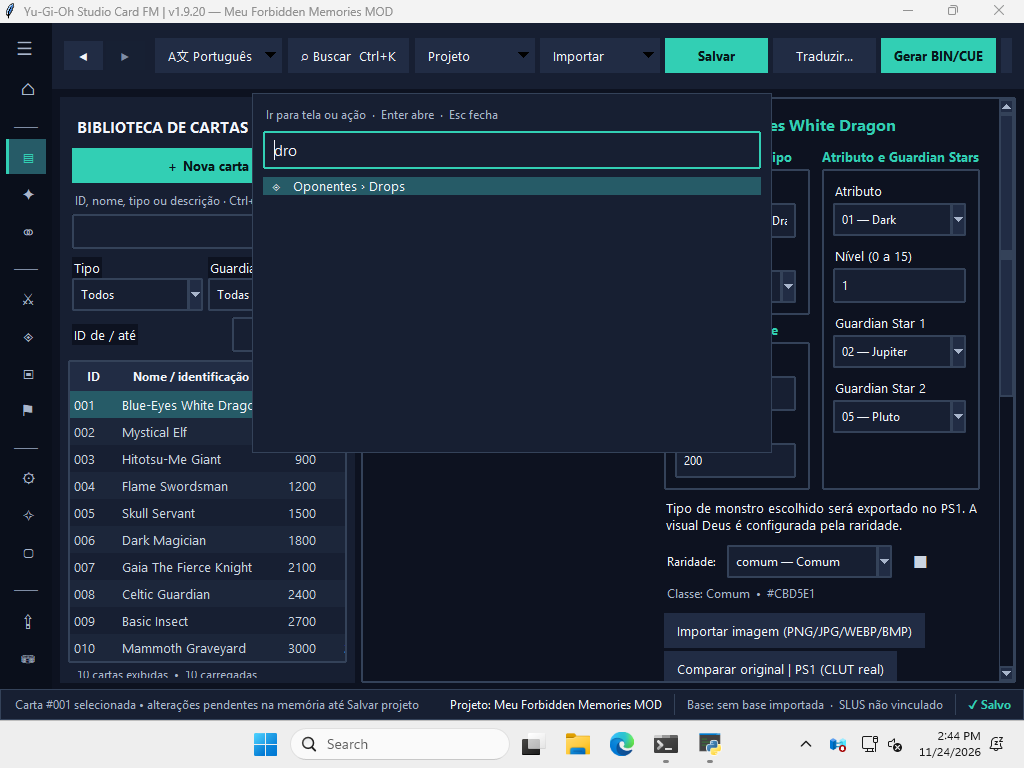 Yu-Gi-Oh Studio Card FM | v1.9.20 — Meu Forbidden Memories MOD
A文 Português
⌕ Buscar Ctrl+K
Projeto
Importar
Salvar
Traduzir...
Gerar BIN/CUE
Ir para tela ou ação · Enter abre · Esc fecha
dro
Oponentes › Drops
BIBLIOTECA DE CARTAS
+ Nova carta
ID, nome, tipo ou descrição · Ctrl+
Tipo
Todos
Todas
ID de / até
ID Nome / identificação
001 Blue-Eyes White Drago
002 Mystical Elf
003 Hitotsu-Me Giant 900
004 Flame Swordsman 1200
005 Skull Servant 1500
006 Dark Magician 1800
007 Gaia The Fierce Knight 2100
008 Celtic Guardian 2400
009 Basic Insect 2700
010 Mammoth Graveyard 3000
10 cartas exibidas • 10 carregadas
es White Dragon
ipo
Atributo e Guardian Stars
Atributo
01 — Dark
Nível (0 a 15)
1
Guardian Star 1
02 — Jupiter
Guardian Star 2
05 — Pluto
200
Tipo de monstro escolhido será exportado no PS1. A
visual Deus é configurada pela raridade.
Raridade:
comum — Comum
Classe: Comum • #CBD5E1
Importar imagem (PNG/JPG/WEBP/BMP)
Comparar original | PS1 (CLUT real)
Carta #001 selecionada • alterações pendentes na memória até Salvar projeto
Projeto: Meu Forbidden Memories MOD
Base: sem base importada · SLUS não vinculado
✓ Salvo
Search
2:44 PM
11/24/2026